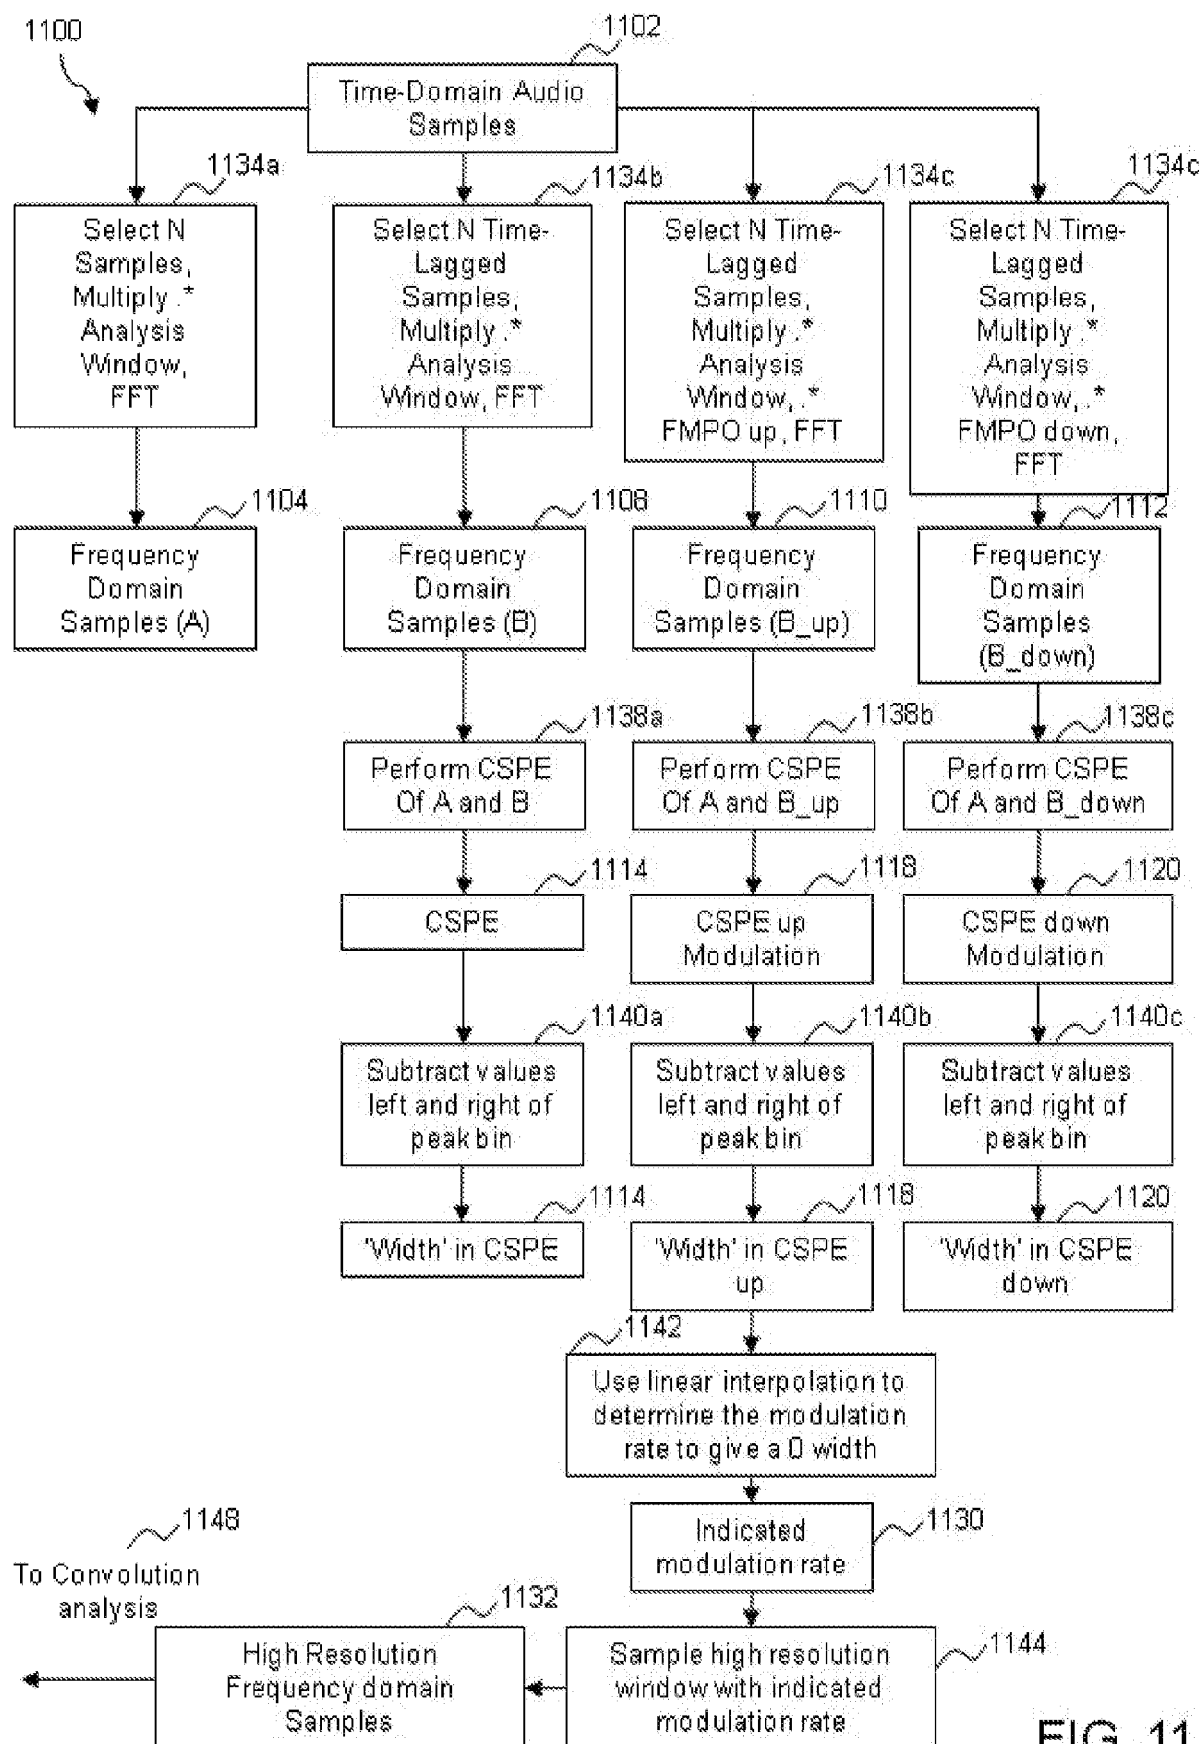 1100
1102
Time-Domain Audio
Samples
1134a
1134b
1134c
1134c
Select N
Samples,
Multiply .*
Analysis
Window,
FFT
Select N Time-
Lagged
Samples,
Multiply .*
Analysis
Window, FFT
Select N Time-
Lagged
Samples,
Multiply .*
Analysis
Window, .*
FMPO up, FFT
Select N Time-
Lagged
Samples,
Multiply .*
Analysis
Window, .*
FMPO down,
FFT
1104
1108
1110
1112
Frequency
Domain
Samples (A)
Frequency
Domain
Samples (B)
Frequency
Domain
Samples (B_up)
Frequency
Domain
Samples
(B_down)
1138a
1138b
1138c
Perform CSPE
Of A and B
Perform CSPE
Of A and B_up
Perform CSPE
Of A and B_down
1114
1118
1120
CSPE
CSPE up
Modulation
CSPE down
Modulation
1140a
1140b
1140c
Subtract values
left and right of
peak bin
Subtract values
left and right of
peak bin
Subtract values
left and right of
peak bin
1114
1118
1120
'Width' in CSPE
'Width' in CSPE
up
'Width' in CSPE
down
1142
Use linear interpolation to
determine the modulation
rate to give a 0 width
1130
Indicated
modulation rate
1148
To Convolution
analysis
1132
High Resolution
Frequency domain
Samples
1144
Sample high resolution
window with indicated
modulation rate
FIG. 11